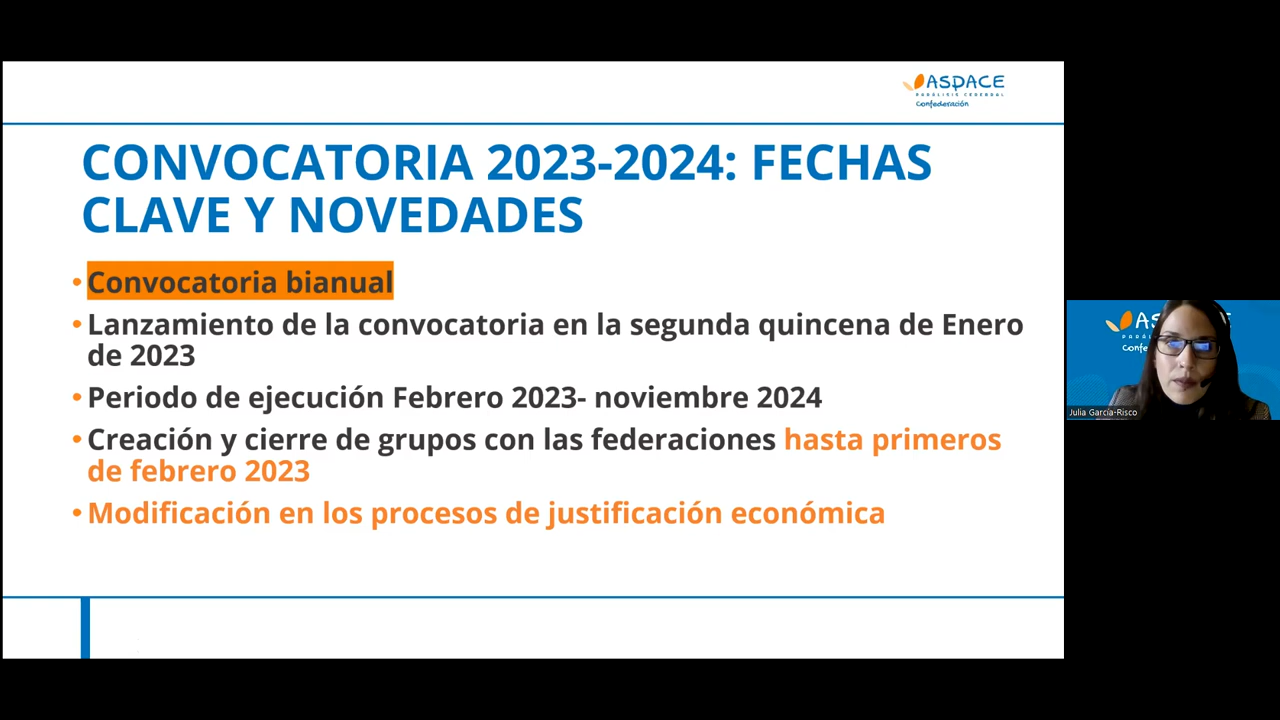 ASPACE
PARÁLISIS CEREBRAL
Confederación
CONVOCATORIA 2023-2024: FECHAS
CLAVE Y NOVEDADES
• Convocatoria bianual
• Lanzamiento de la convocatoria en la segunda quincena de Enero
de 2023
• Periodo de ejecución Febrero 2023- noviembre 2024
• Creación y cierre de grupos con las federaciones hasta primeros
de febrero 2023
• Modificación en los procesos de justificación económica
Julia García-Risco